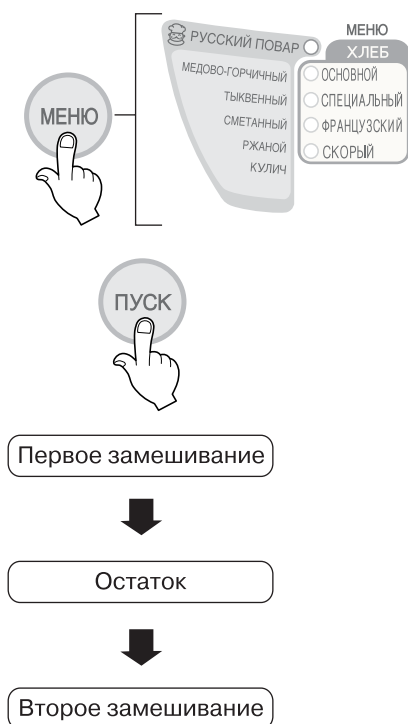 МЕНЮ
РУССКИЙ ПОВАР
МЕДОВО-ГОРЧИЧНЫЙ
ТЫКВЕННЫЙ
СМЕТАННЫЙ
РЖАНОЙ
КУЛИЧ
МЕНЮ
ХЛЕБ
ОСНОВНОЙ
СПЕЦИАЛЬНЫЙ
ФРАНЦУЗСКИЙ
СКОРЫЙ
ПУСК
Первое замешивание
Остаток
Второе замешивание